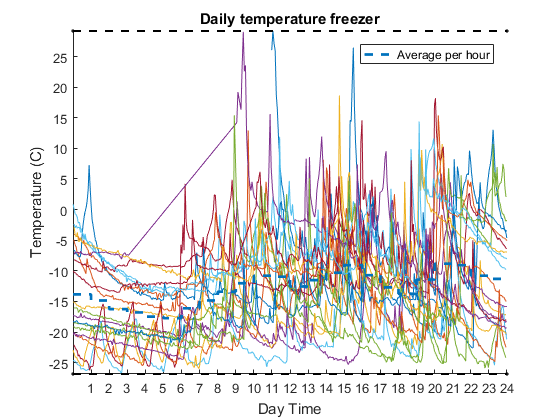 Daily temperature freezer
Average per hour
25
20
15
10
5
0
-5
-10
-15
-20
-25
Temperature (C)
1 2 3 4 5 6 7 8 9 10 11 12 13 14 15 16 17 18 19 20 21 22 23 24
Day Time